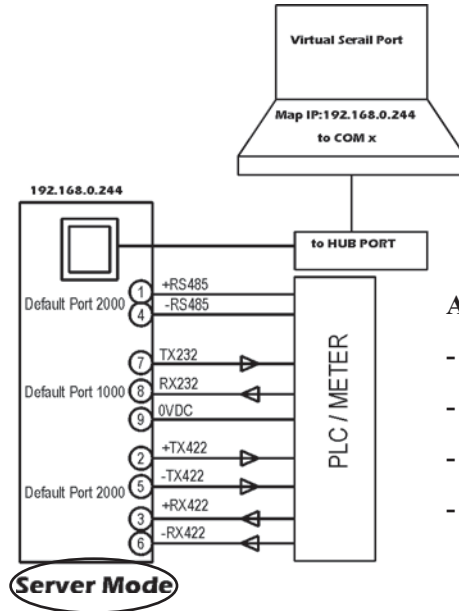 Virtual Serail Port
Map IP:192.168.0.244
to COM x
192.168.0.244
to HUB PORT
1 +RS485
Default Port 2000
4 -RS485
7 TX232
Default Port 1000
8 RX232
9 0VDC
2 +TX422
Default Port 2000
5 -TX422
3 +RX422
6 -RX422
PLC / METER
Server Mode
A
-
-
-
-